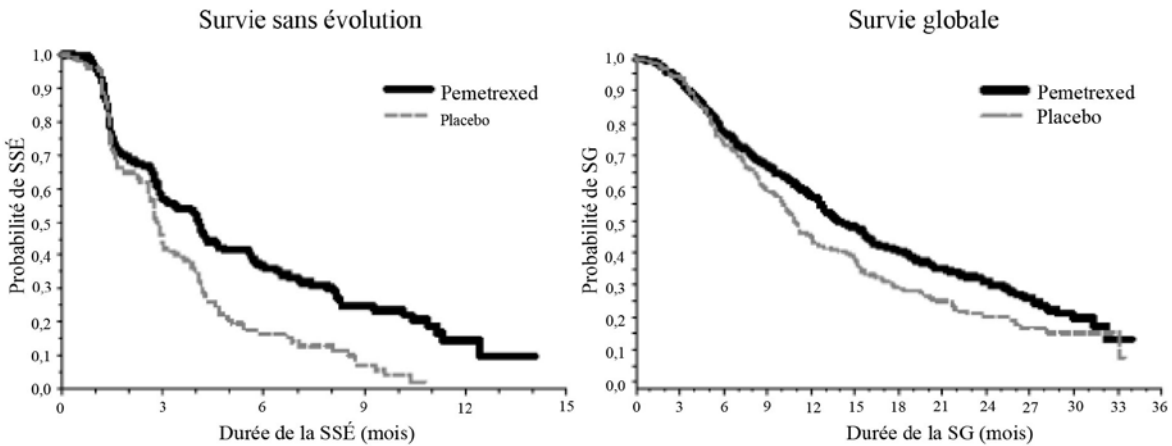 Survie sans évolution
Probabilité de SSÉ
1,0
0,9
0,8
0,7
0,6
0,5
0,4
0,3
0,2
0,1
0,0
Pemetrexed
Placebo
0 3 6 9 12 15
Durée de la SSÉ (mois)
Survie globale
Probabilité de SG
1,0
0,9
0,8
0,7
0,6
0,5
0,4
0,3
0,2
0,1
0,0
Pemetrexed
Placebo
0 3 6 9 12 15 18 21 24 27 30 33 36
Durée de la SG (mois)